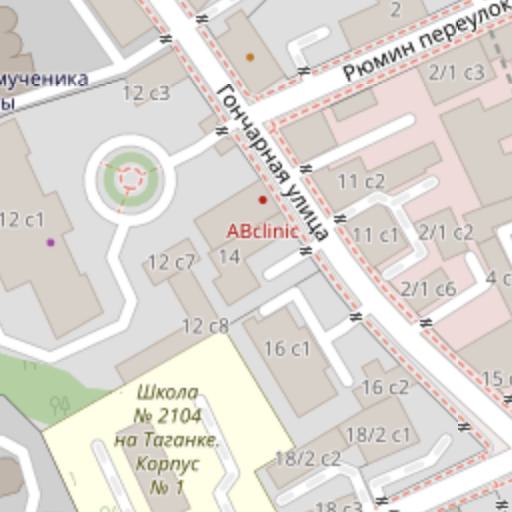 2
Рюмин переулок
2/1 с3
мученика
ы
12 с3
Гончарная улица
11 с2
12 с1
ABclinic
11 с1
2/1 с2
12 с7
14
2/1 с6
4 с
12 с8
16 с1
15 с
16 с2
Школа
№ 2104
на Таганке.
Корпус
№ 1
18/2 с1
18/2 с2
18 с3